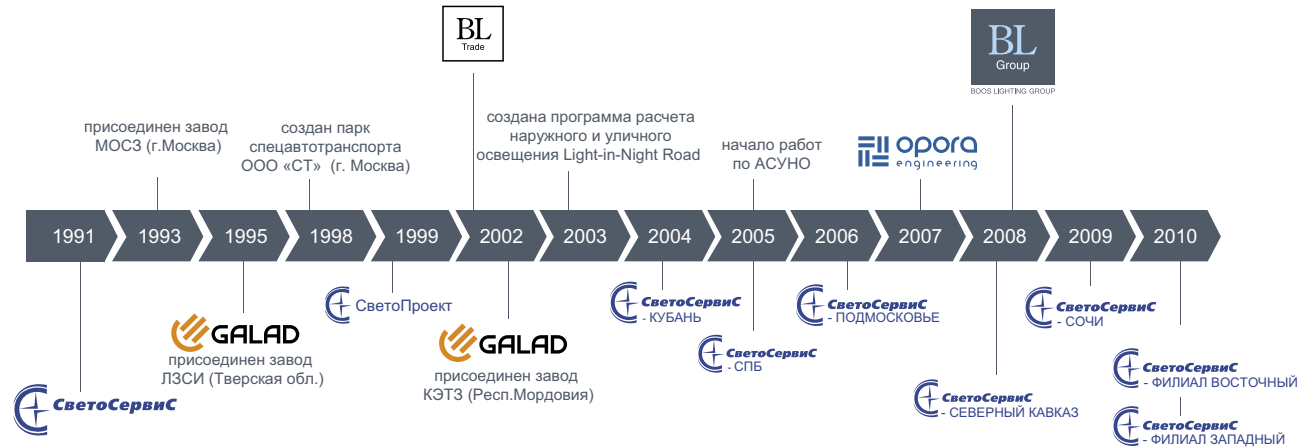 BL
Trade
BL
Group
BOOS LIGHTING GROUP
присоединен завод
МОСЗ (г.Москва)
создан парк
спецавтотранспорта
ООО «СТ» (г. Москва)
создана программа расчета
наружного и уличного
освещения Light-in-Night Road
начало работ
по АСУНО
opora
engineering
1991
1993
1995
1998
1999
2002
2003
2004
2005
2006
2007
2008
2009
2010
СветоСервиС
GALAD
присоединен завод
ЛЗСИ (Тверская обл.)
СветоПроект
GALAD
присоединен завод
КЭТЗ (Респ.Мордовия)
СветоСервиС
- КУБАНЬ
СветоСервиС
- СПБ
СветоСервиС
- ПОДМОСКОВЬЕ
СветоСервиС
- СЕВЕРНЫЙ КАВКАЗ
СветоСервиС
- СОЧИ
СветоСервиС
- ФИЛИАЛ ВОСТОЧНЫЙ
СветоСервиС
- ФИЛИАЛ ЗАПАДНЫЙ